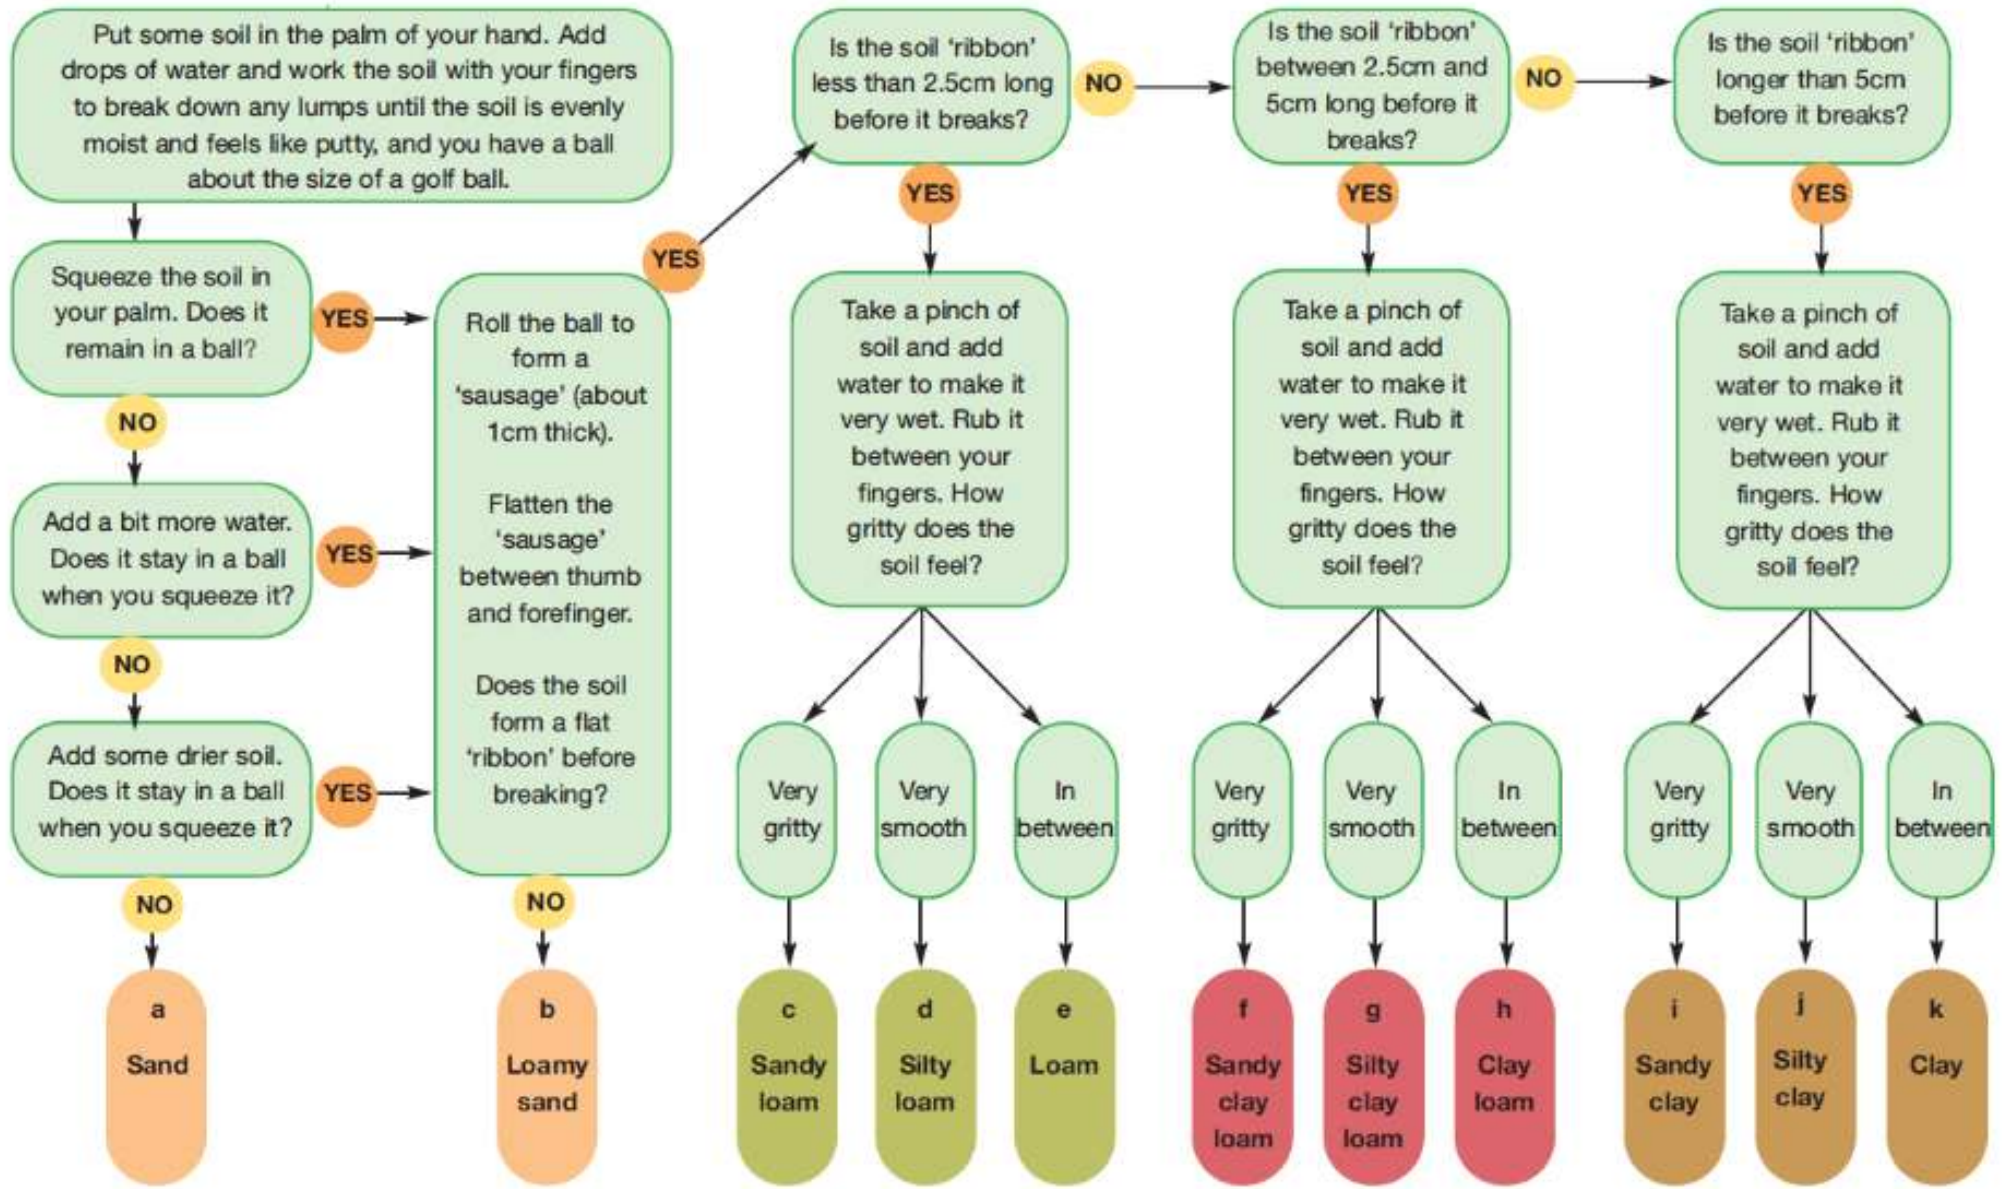 Put some soil in the palm of your hand. Add
drops of water and work the soil with your fingers
to break down any lumps until the soil is evenly
moist and feels like putty, and you have a ball
about the size of a golf ball.
Squeeze the soil in
your palm. Does it
remain in a ball?
YES
NO
Add a bit more water.
Does it stay in a ball
when you squeeze it?
YES
NO
Add some drier soil.
Does it stay in a ball
when you squeeze it?
YES
NO
a
Sand
Roll the ball to
form a
‘sausage’ (about
1cm thick).
Flatten the
‘sausage’
between thumb
and forefinger.
Does the soil
form a flat
‘ribbon’ before
breaking?
YES
NO
b
Loamy
sand
Is the soil ‘ribbon’
less than 2.5cm long
before it breaks?
NO
YES
Take a pinch of
soil and add
water to make it
very wet. Rub it
between your
fingers. How
gritty does the
soil feel?
Very
gritty
Very
smooth
In
between
c
Sandy
loam
d
Silty
loam
e
Loam
Is the soil ‘ribbon’
between 2.5cm and
5cm long before it
breaks?
NO
YES
Take a pinch of
soil and add
water to make it
very wet. Rub it
between your
fingers. How
gritty does the
soil feel?
Very
gritty
Very
smooth
In
between
f
Sandy
clay
loam
g
Silty
clay
loam
h
Clay
loam
Is the soil ‘ribbon’
longer than 5cm
before it breaks?
YES
Take a pinch of
soil and add
water to make it
very wet. Rub it
between your
fingers. How
gritty does the
soil feel?
Very
gritty
Very
smooth
In
between
i
Sandy
clay
j
Silty
clay
k
Clay